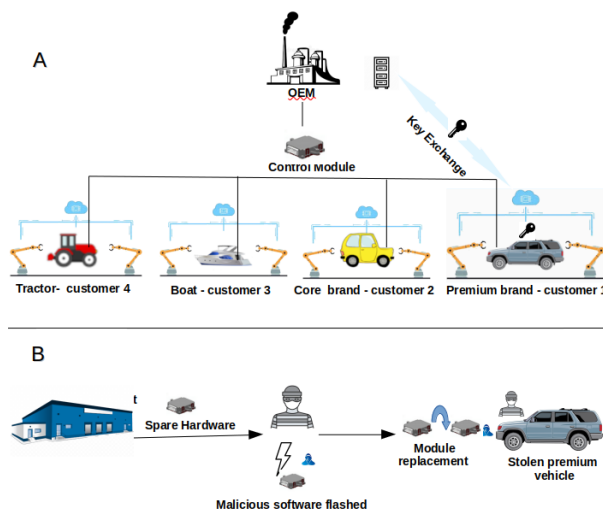 A
OEM
Key Exchange
Control Module
Tractor- customer 4
Boat - customer 3
Core brand - customer 2
Premium brand - customer 1
B
t
Spare Hardware
Module
replacement
Stolen premium
vehicle
Malicious software flashed